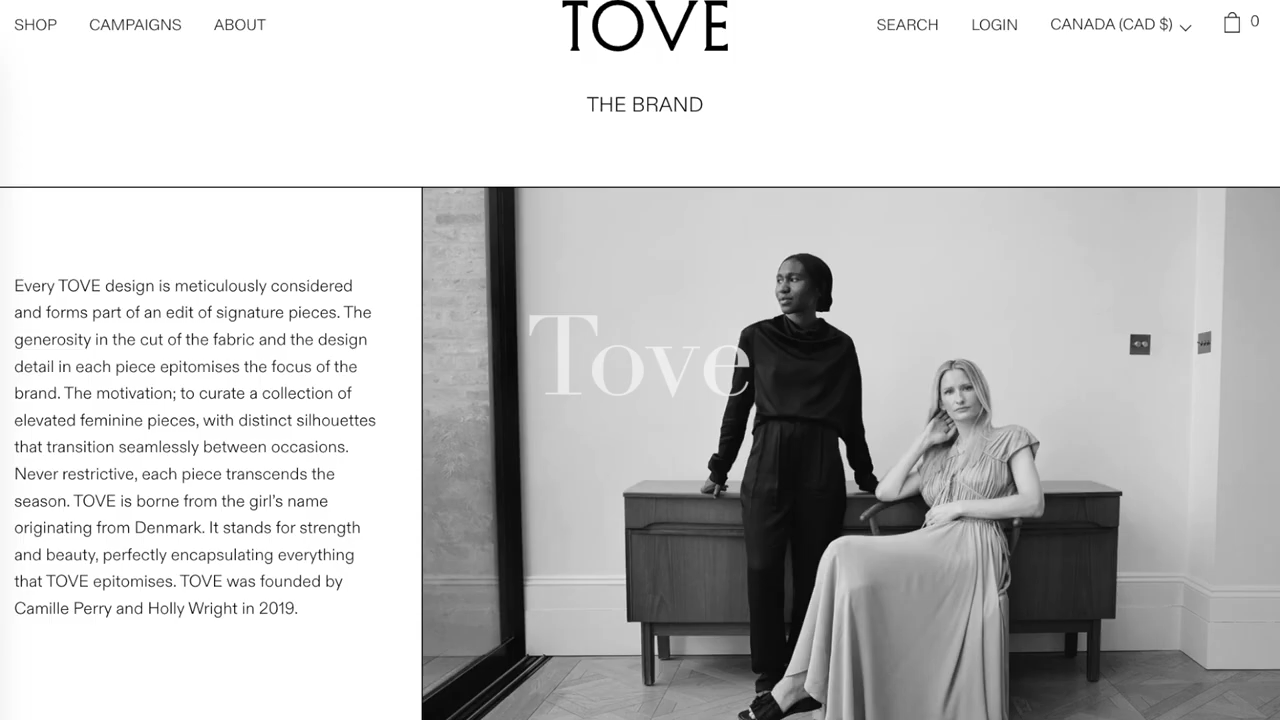 SHOP CAMPAIGNS ABOUT TOVE SEARCH LOGIN CANADA (CAD $) 0
THE BRAND
Every TOVE design is meticulously considered
and forms part of an edit of signature pieces. The
generosity in the cut of the fabric and the design
detail in each piece epitomises the focus of the
brand. The motivation; to curate a collection of
elevated feminine pieces, with distinct silhouettes
that transition seamlessly between occasions.
Never restrictive, each piece transcends the
season. TOVE is borne from the girl's name
originating from Denmark. It stands for strength
and beauty, perfectly encapsulating everything
that TOVE epitomises. TOVE was founded by
Camille Perry and Holly Wright in 2019.
Tove